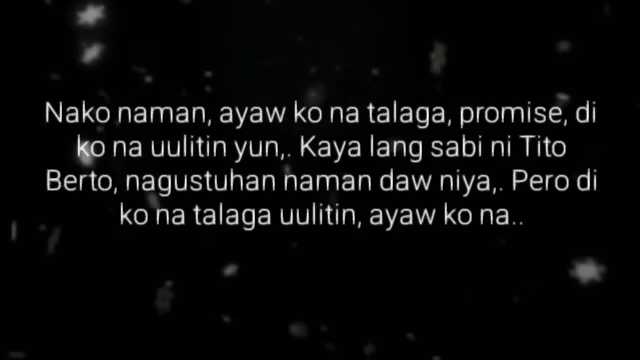 Nako naman, ayaw ko na talaga, promise, di
ko na uulitin yun,. Kaya lang sabi ni Tito
Berto, nagustuhan naman daw niya,. Pero di
ko na talaga uulitin, ayaw ko na..